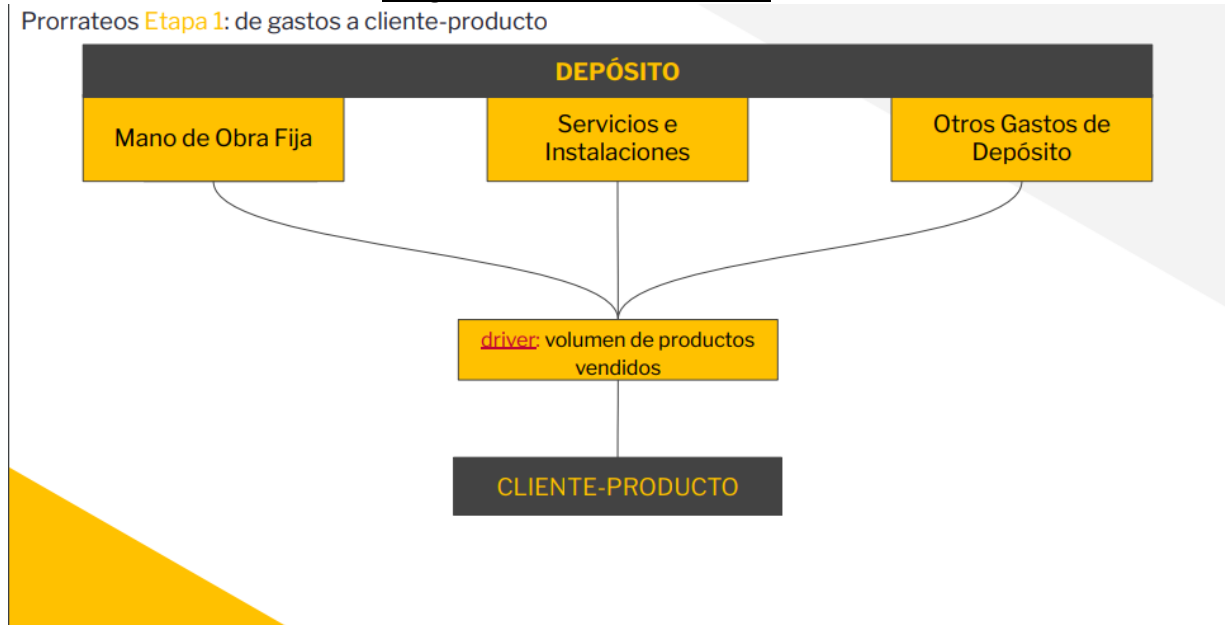 Prorrateos Etapa 1: de gastos a cliente-producto
DEPÓSITO
Mano de Obra Fija
Servicios e
Instalaciones
Otros Gastos de
Depósito
driver: volumen de productos
vendidos
CLIENTE-PRODUCTO